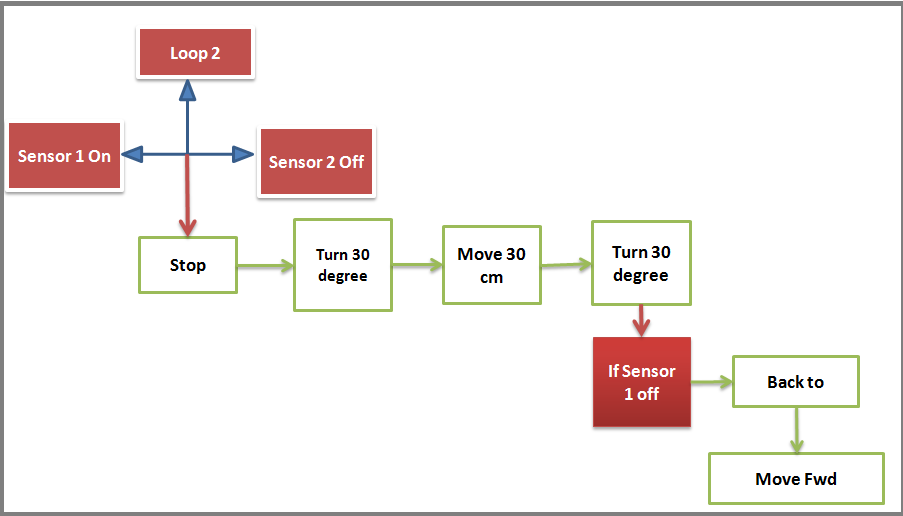 Loop 2
Sensor 1 On
Sensor 2 Off
Stop
Turn 30
degree
Move 30
cm
Turn 30
degree
If Sensor
1 off
Back to
Move Fwd